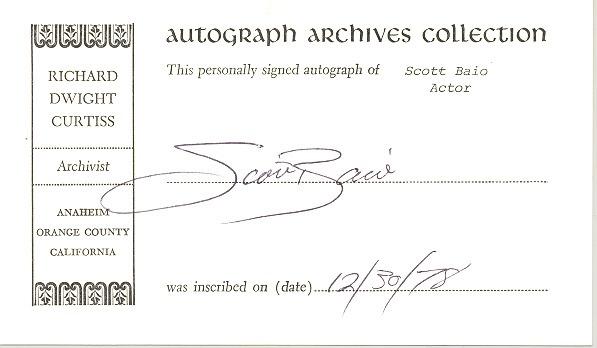 autograph archives collection
RICHARD
DWIGHT
CURTISS
Archivist
ANAHEIM
ORANGE COUNTY
CALIFORNIA
This personally signed autograph of Scott Baio
Actor
Scott Baio
was inscribed on (date) 12/30/78